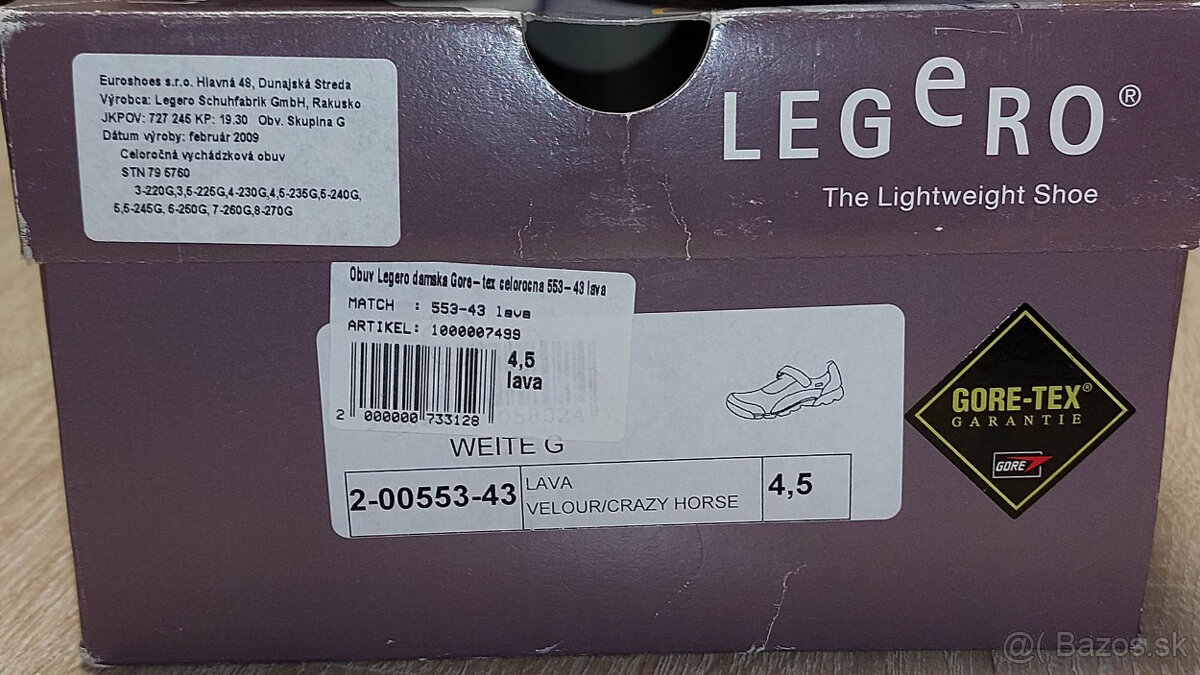 Euroshoes s.r.o. Hlavná 48, Dunajská Streda
Výrobca: Legero Schuhfabrik GmbH, Rakusko
JKPOV: 727 245 KP: 19.30 Obv. Skupina G
Dátum výroby: február 2009
Celoročná vychádzková obuv
STN 79 5760
3-220G,3,5-225G,4-230G,4,5-235G,5-240G,
5,5-245G, 6-250G, 7-260G,8-270G
LEGeRO®
The Lightweight Shoe
Obuv Legero damska Gore-tex celorocna 553-43 lava
MATCH : 553-43 lava
ARTIKEL: 1000007499
4,5
lava
2 000000 733128
058024
WEITE G
2-00553-43
LAVA
VELOUR/CRAZY HORSE
4,5
GORE-TEX®
GARANTIE
GORE
@( Bazos.sk